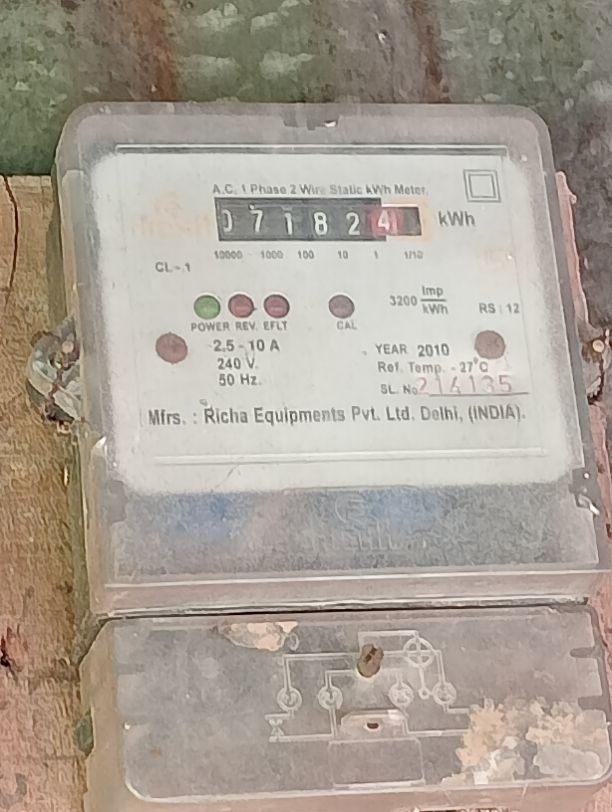 A.C. 1 Phase 2 Wire Static kWh Meter.
071824 kWh
10000 1000 100 10 1 1/10
CL-.1
3200 Imp/kWh
RS : 12
POWER REV. EFLT CAL
2.5 - 10 A
240 V.
50 Hz.
YEAR 2010
Ref. Temp. - 27°C
SL. No. 214135
Mfrs. : Richa Equipments Pvt. Ltd. Delhi, (INDIA).